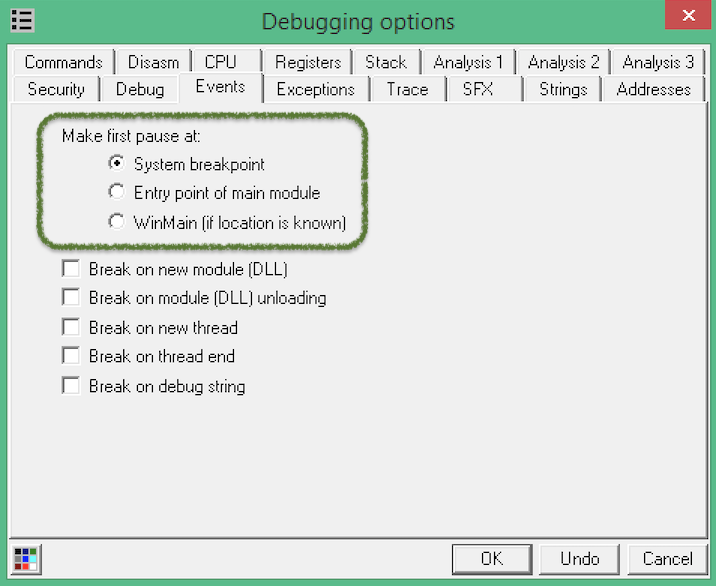 Debugging options
Commands Disasm CPU Registers Stack Analysis 1 Analysis 2 Analysis 3
Security Debug Events Exceptions Trace SFX Strings Addresses
Make first pause at:
System breakpoint
Entry point of main module
WinMain (if location is known)
Break on new module (DLL)
Break on module (DLL) unloading
Break on new thread
Break on thread end
Break on debug string
OK Undo Cancel